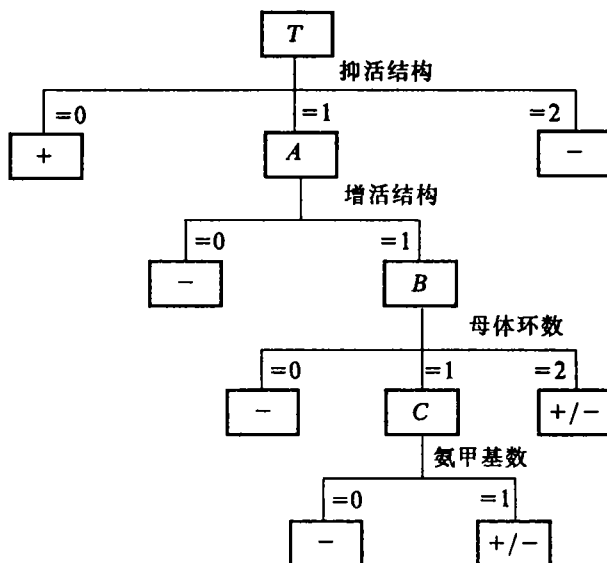 T
抑活结构
=0 =1 =2
+ A −
增活结构
=0 =1
− B
母体环数
=0 =1 =2
− C +/−
氨甲基数
=0 =1
− +/−